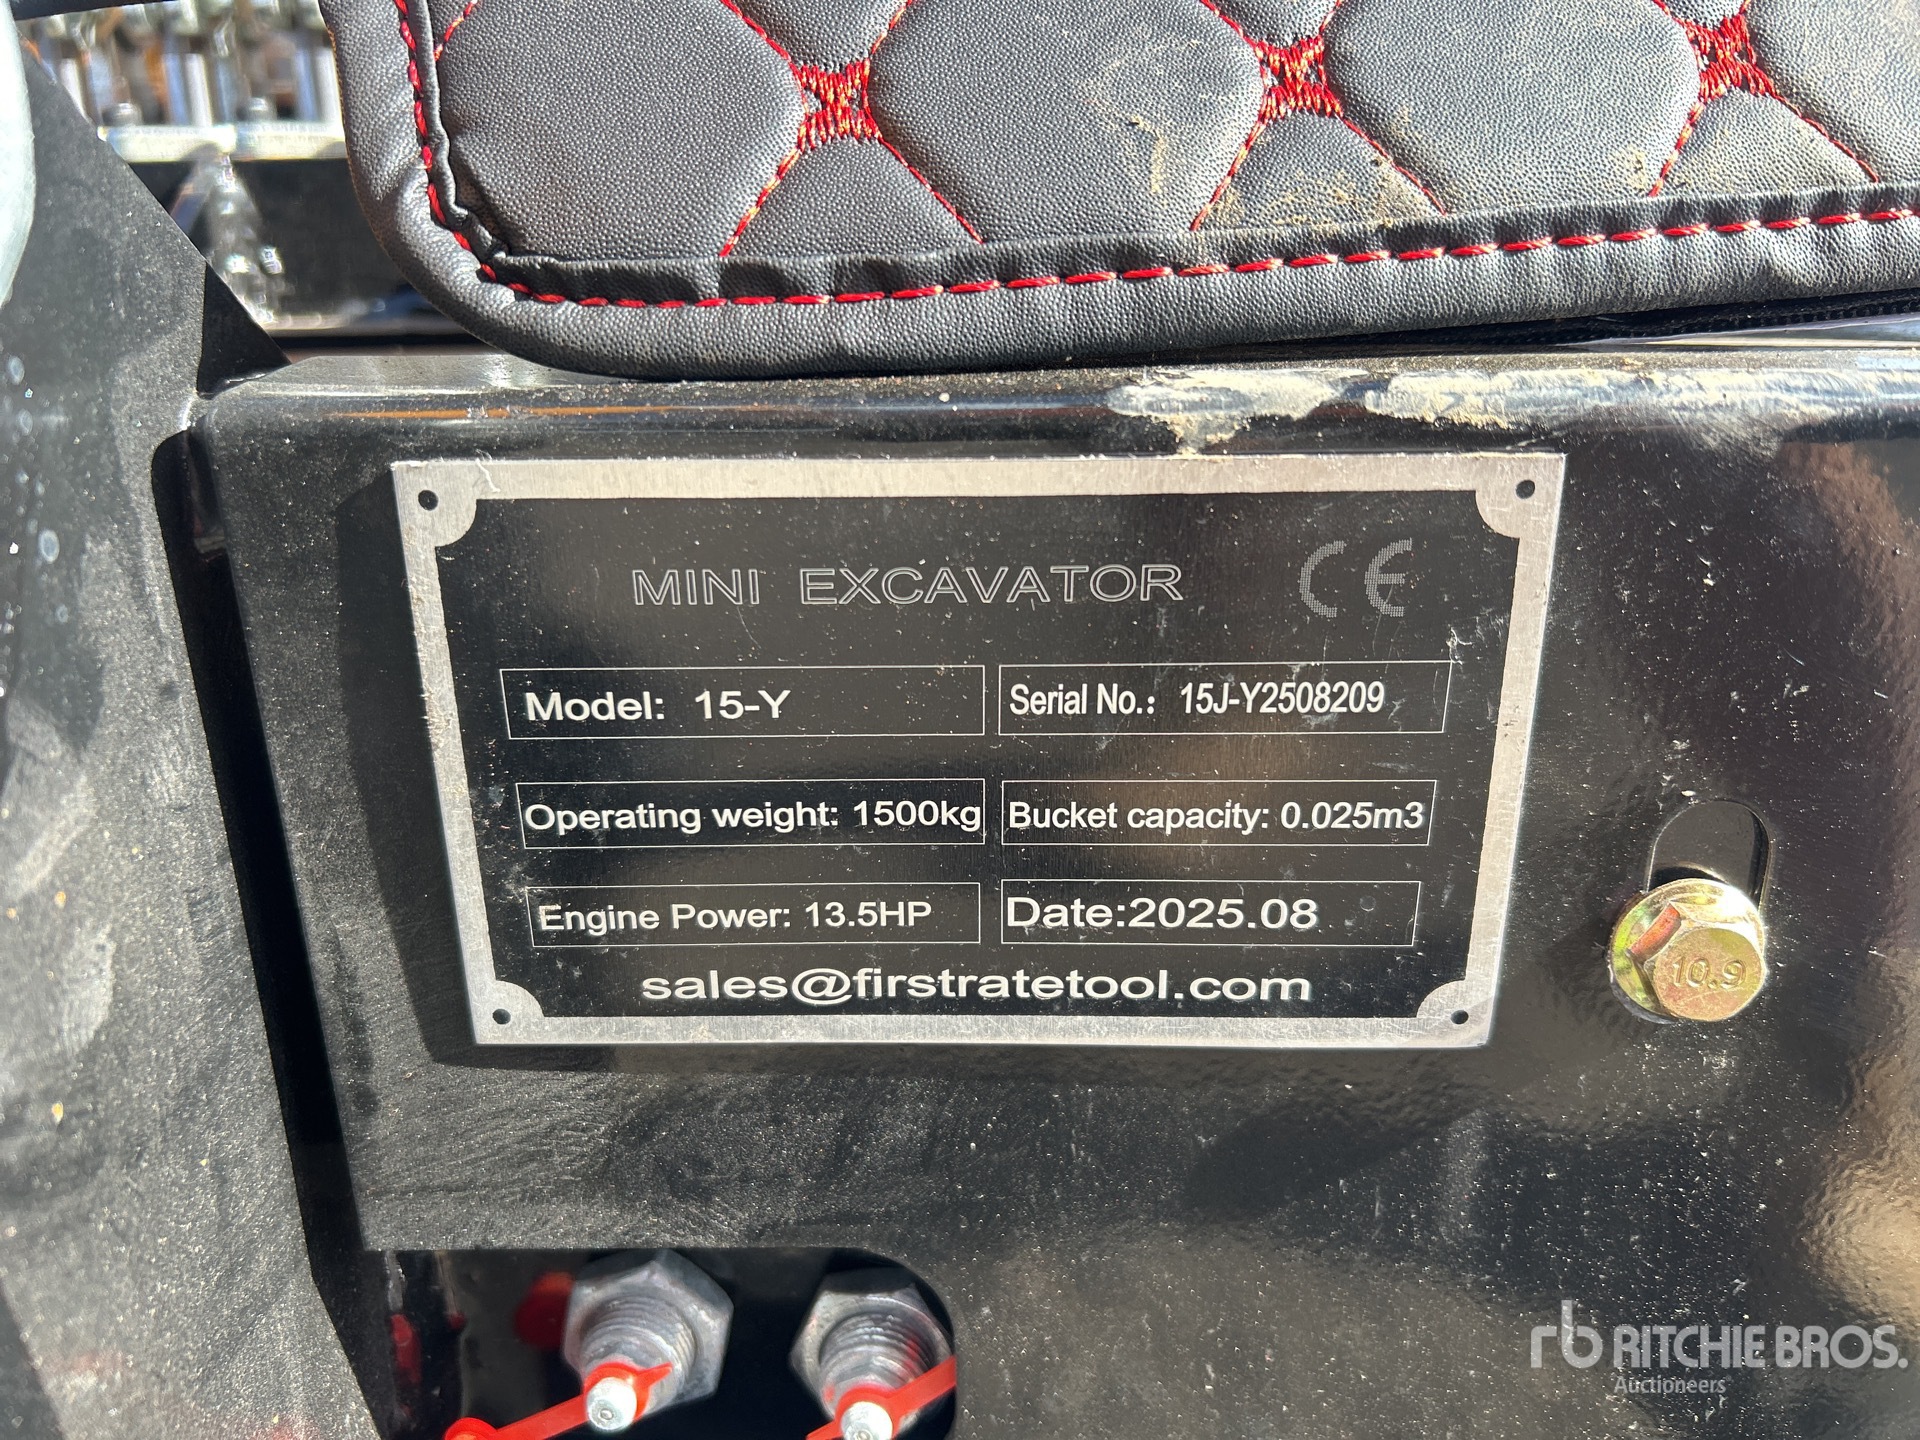 MINI EXCAVATOR CE
Model: 15-Y
Serial No.: 15J-Y2508209
Operating weight: 1500kg
Bucket capacity: 0.025m3
Engine Power: 13.5HP
Date:2025.08
sales@firstratetool.com
10.9
rb RITCHIE BROS.
Auctioneers